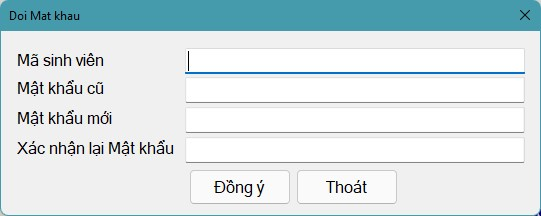 Doi Mat khau
Mã sinh viên
Mật khẩu cũ
Mật khẩu mới
Xác nhận lại Mật khẩu
Đồng ý Thoát